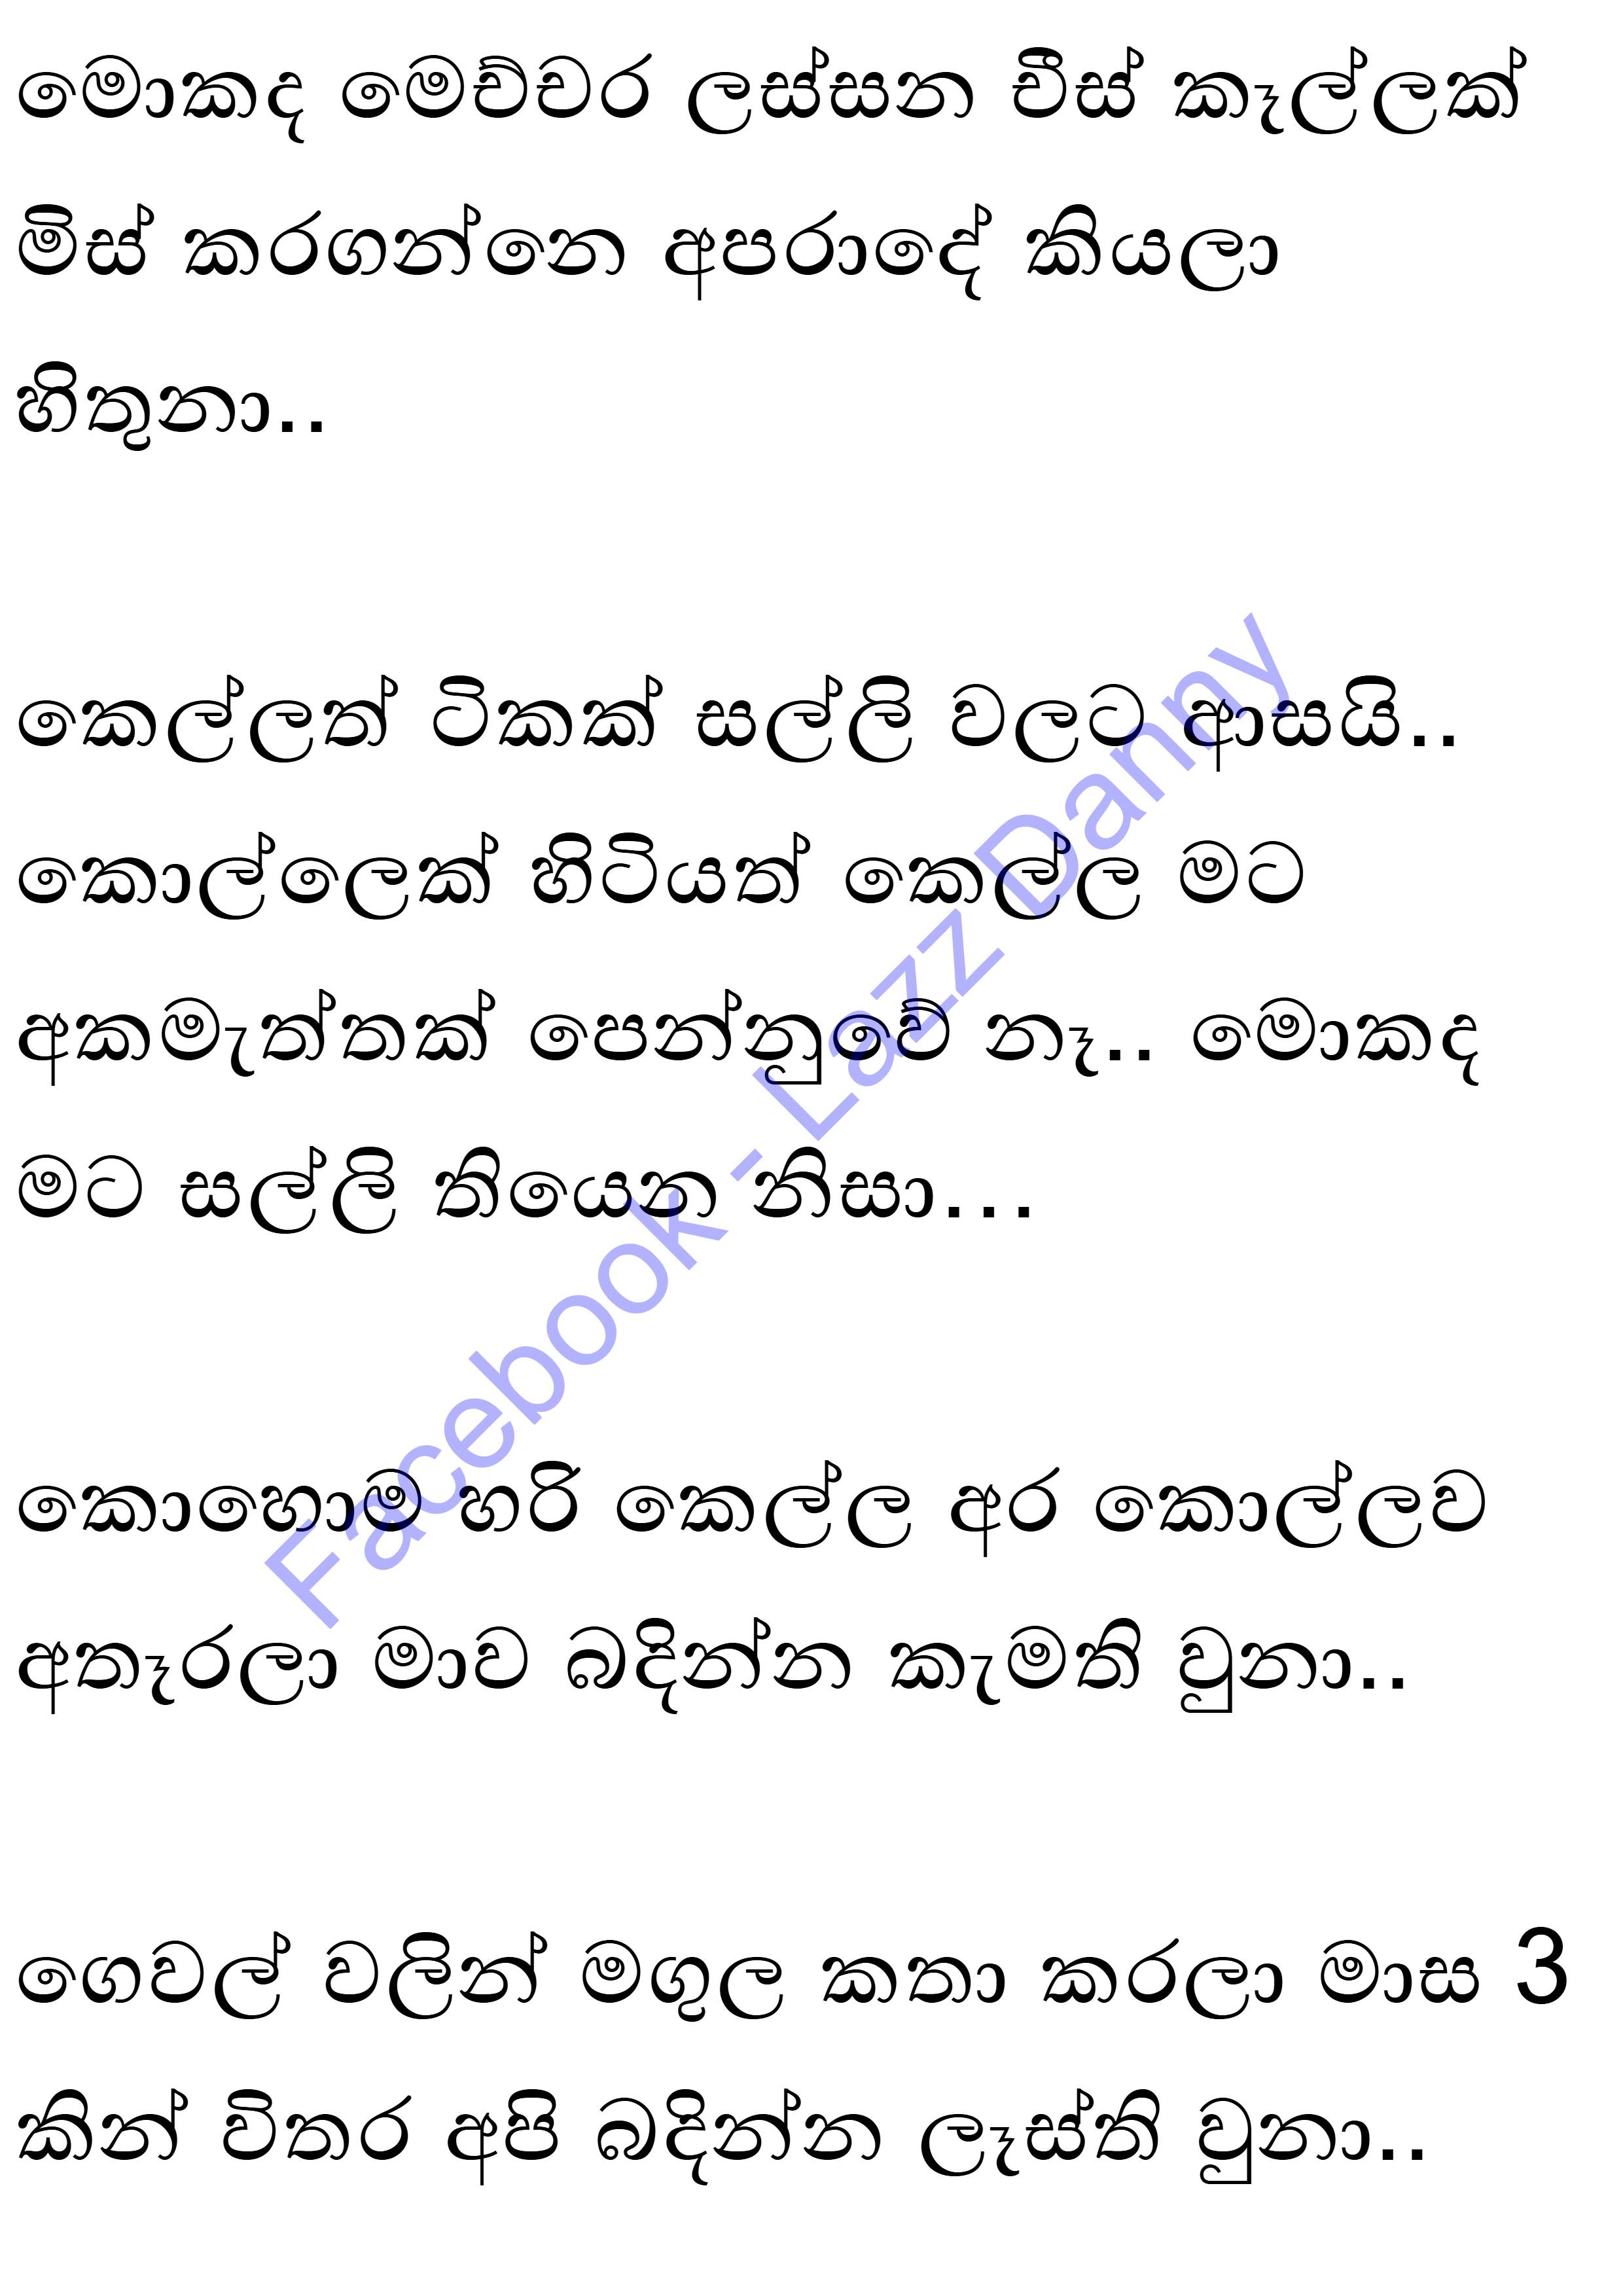 මොකද මෙච්චර ලස්සන චීස් කෑල්ලක්
මිස් කරගන්නෙ අපරාදේ කියලා
හිතුනා..
කෙල්ලත් ටිකක් සල්ලි වලට ආසයි..
කොල්ලෙක් හිටියත් කෙල්ල මට
අකමැත්තක් පෙන්නුවේ නෑ.. මොකද
මට සල්ලි තියෙන නිසා...
කොහොම හරි කෙල්ල අර කොල්ලව
අතෑරලා මාව බදින්න කැමති වුනා..
ගෙවල් වලින් මගුල කතා කරලා මාස 3
කින් විතර අපි බදින්න ලෑස්ති වුනා..
Facebook - Lazz Danny